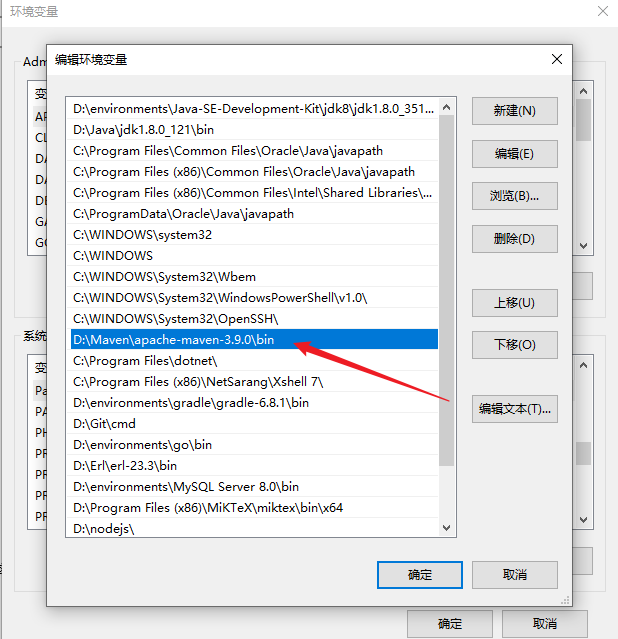 环境变量
编辑环境变量
Adm
变
AF
CL
DA
DA
DE
GA
GO
系统
变
Pa
PA
PH
PR
PR
PR
PR
D:\environments\Java-SE-Development-Kit\jdk8\jdk1.8.0_351...
D:\Java\jdk1.8.0_121\bin
C:\Program Files\Common Files\Oracle\Java\javapath
C:\Program Files (x86)\Common Files\Oracle\Java\javapath
C:\Program Files (x86)\Common Files\Intel\Shared Libraries\...
C:\ProgramData\Oracle\Java\javapath
C:\WINDOWS\system32
C:\WINDOWS
C:\WINDOWS\System32\Wbem
C:\WINDOWS\System32\WindowsPowerShell\v1.0\
C:\WINDOWS\System32\OpenSSH\
D:\Maven\apache-maven-3.9.0\bin
C:\Program Files\dotnet\
C:\Program Files (x86)\NetSarang\Xshell 7\
D:\environments\gradle\gradle-6.8.1\bin
D:\Git\cmd
D:\environments\go\bin
D:\Erl\erl-23.3\bin
D:\environments\MySQL Server 8.0\bin
D:\Program Files (x86)\MiKTeX\miktex\bin\x64
D:\nodejs\
新建(N)
编辑(E)
浏览(B)...
删除(D)
上移(U)
下移(O)
编辑文本(T)...
确定
取消
确定
取消